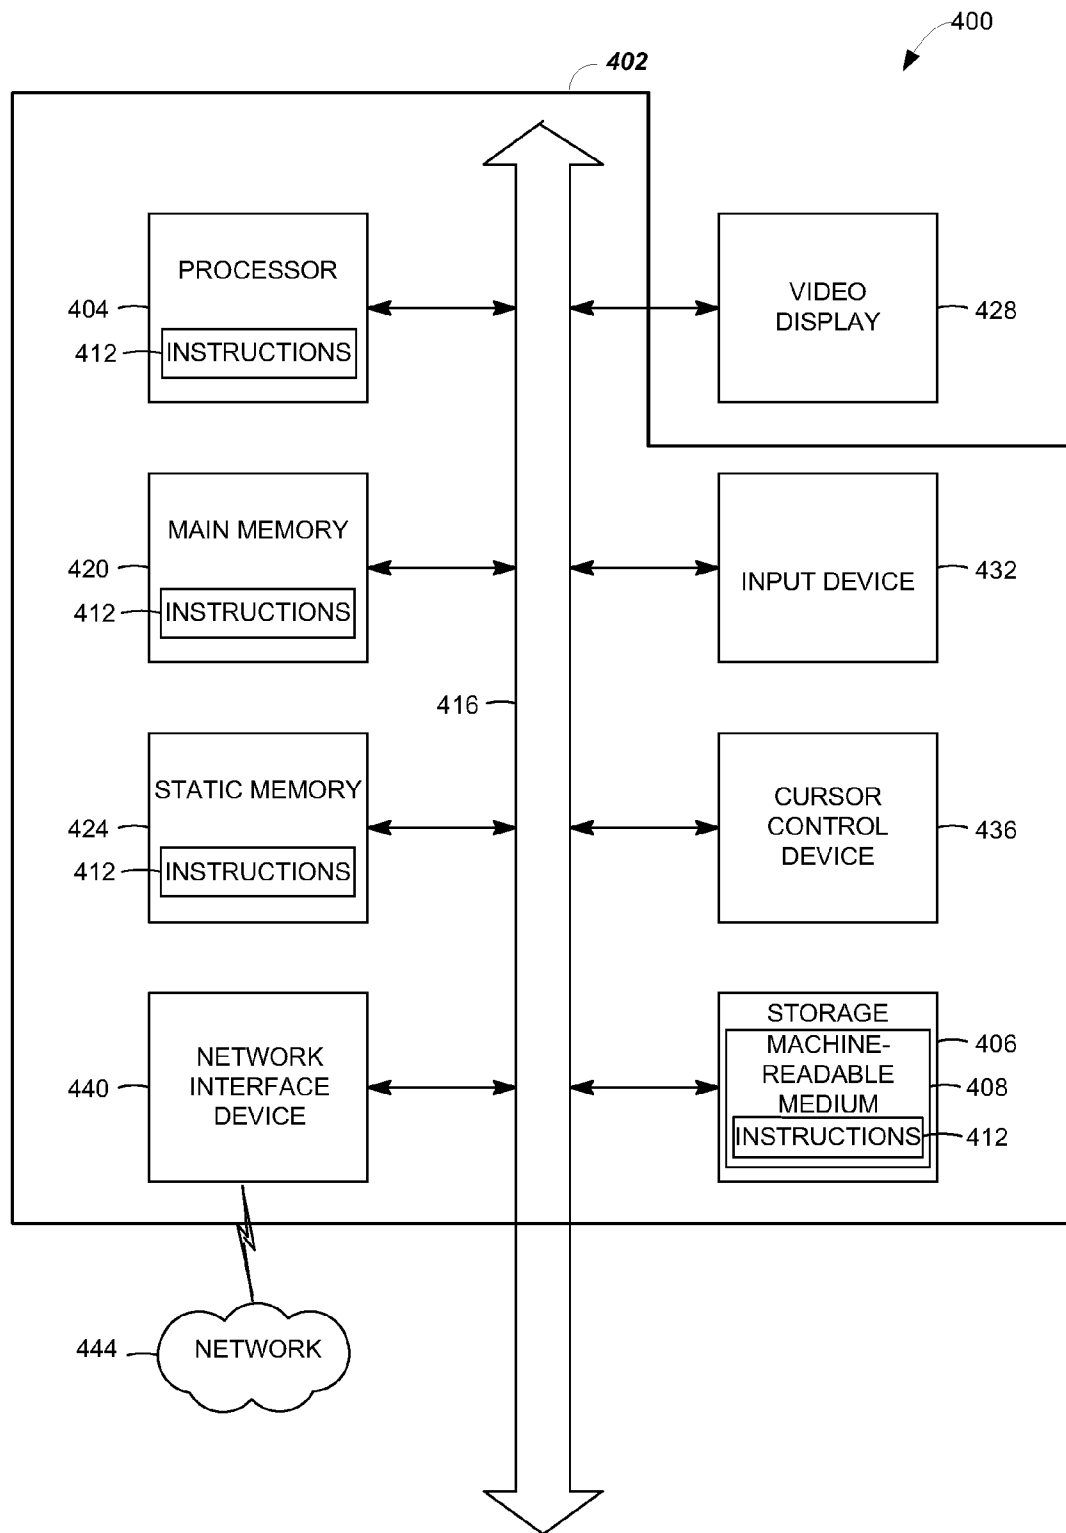 400
402
PROCESSOR
404
412
INSTRUCTIONS
VIDEO
DISPLAY
428
MAIN MEMORY
420
412
INSTRUCTIONS
INPUT DEVICE
432
416
STATIC MEMORY
424
412
INSTRUCTIONS
CURSOR
CONTROL
DEVICE
436
NETWORK
INTERFACE
DEVICE
440
STORAGE
MACHINE-
READABLE
MEDIUM
INSTRUCTIONS
406
408
412
444
NETWORK